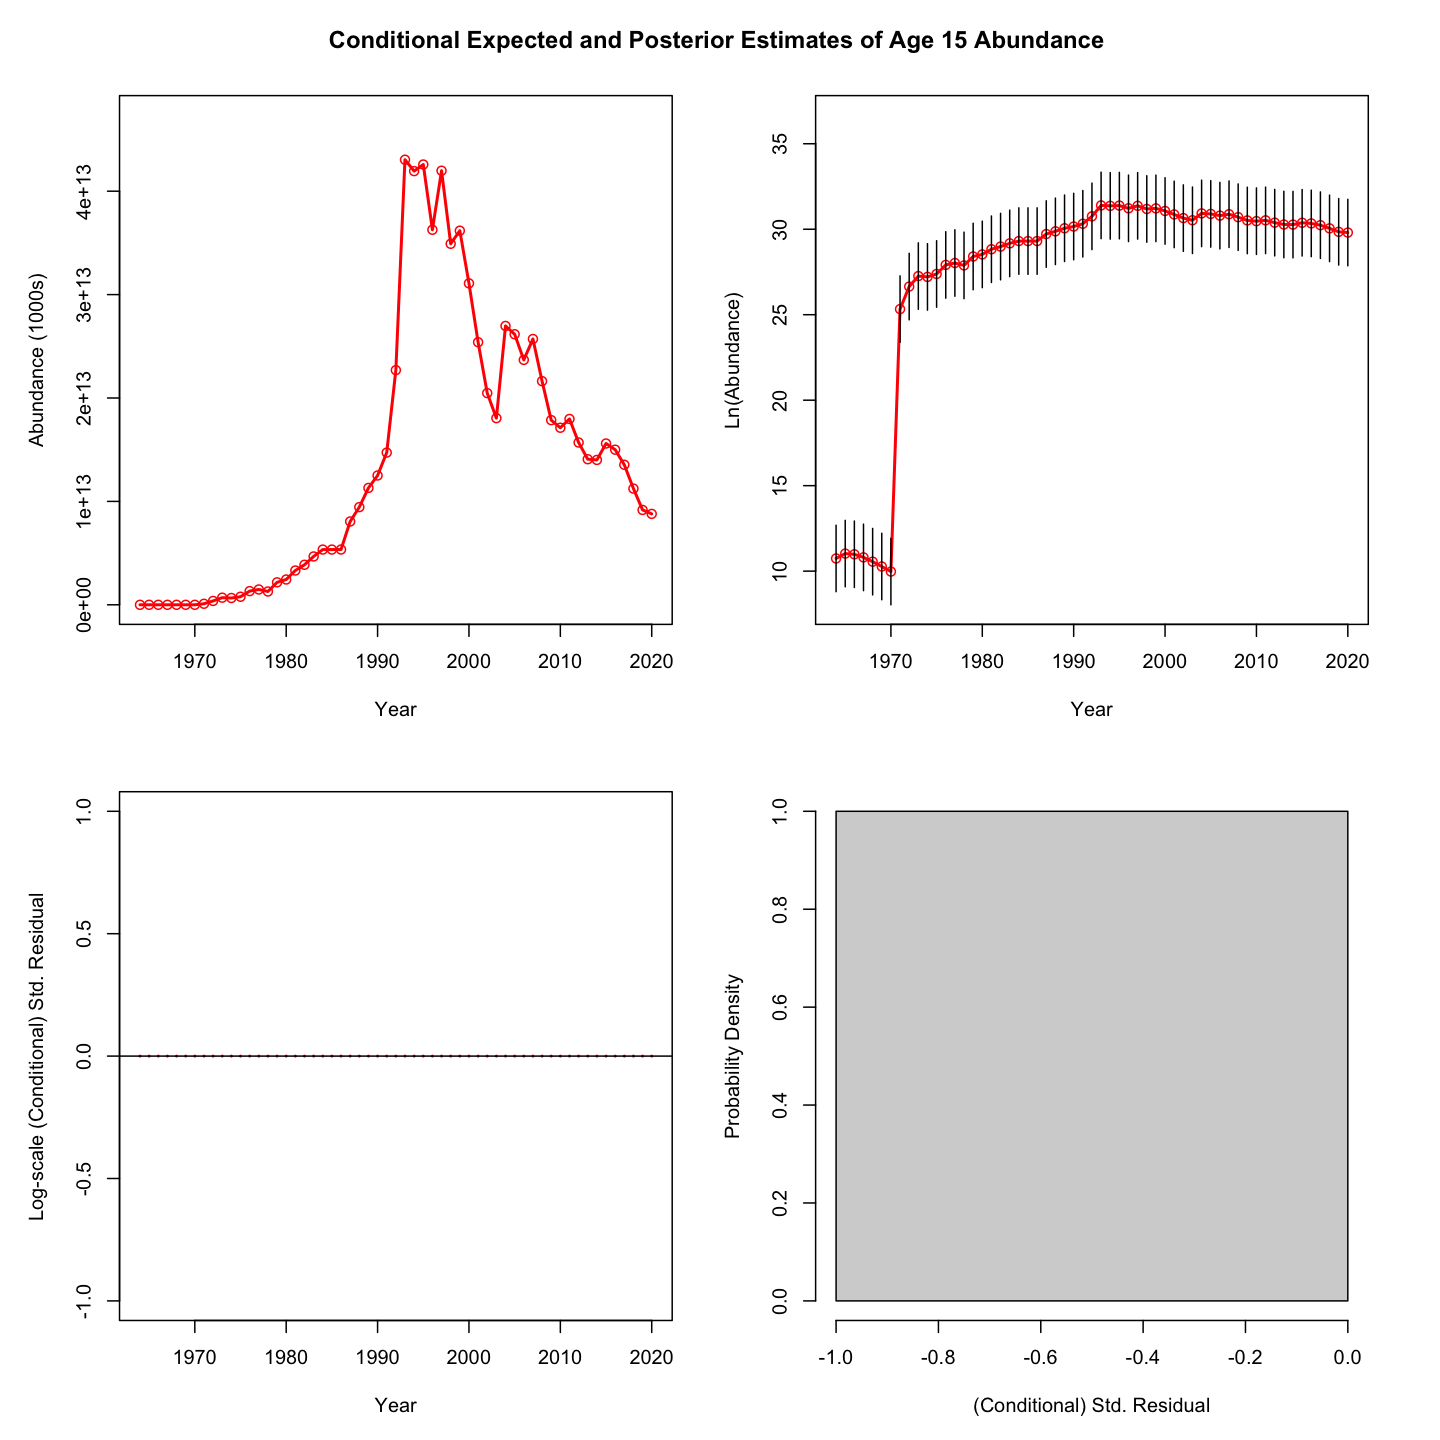 Conditional Expected and Posterior Estimates of Age 15 Abundance
Abundance (1000s)
4e+13
3e+13
2e+13
1e+13
0e+00
1970 1980 1990 2000 2010 2020
Year
Ln(Abundance)
35
30
25
20
15
10
1970 1980 1990 2000 2010 2020
Year
Log-scale (Conditional) Std. Residual
1.0
0.5
0.0
-0.5
-1.0
1970 1980 1990 2000 2010 2020
Year
Probability Density
1.0
0.8
0.6
0.4
0.2
0.0
-1.0 -0.8 -0.6 -0.4 -0.2 0.0
(Conditional) Std. Residual